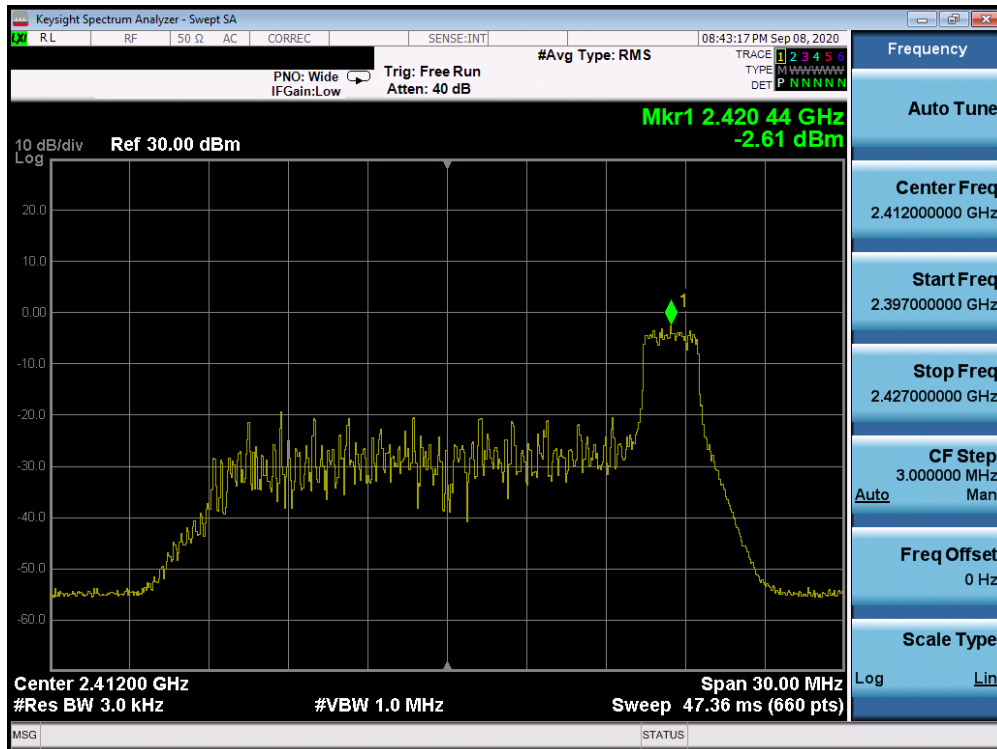 Keysight Spectrum Analyzer - Swept SA
LXI RL RF 50 Ω AC CORREC SENSE:INT 08:43:17 PM Sep 08, 2020
Frequency
#Avg Type: RMS
TRACE 1 2 3 4 5 6
PNO: Wide Trig: Free Run
TYPE M WWWWW
IFGain:Low Atten: 40 dB
DET P N N N N N
Auto Tune
Mkr1 2.420 44 GHz
-2.61 dBm
10 dB/div Ref 30.00 dBm
Log
20.0
10.0
0.00
-10.0
-20.0
-30.0
-40.0
-50.0
-60.0
1
Center 2.41200 GHz Span 30.00 MHz
#Res BW 3.0 kHz #VBW 1.0 MHz Sweep 47.36 ms (660 pts)
MSG STATUS
Center Freq
2.412000000 GHz
Start Freq
2.397000000 GHz
Stop Freq
2.427000000 GHz
CF Step
3.000000 MHz
Auto Man
Freq Offset
0 Hz
Scale Type
Log Lin